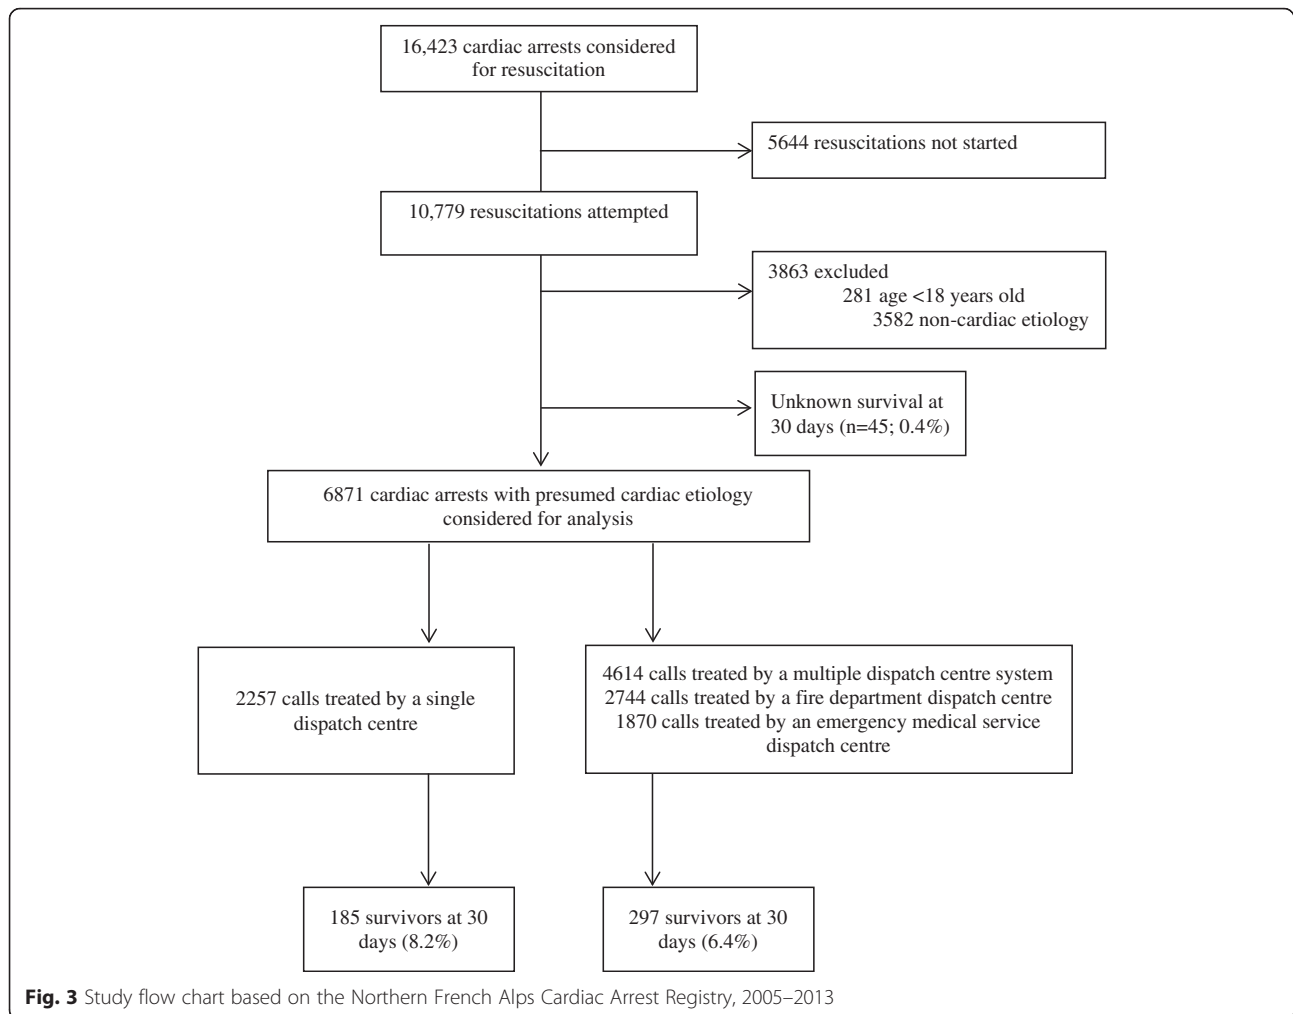 16,423 cardiac arrests considered
for resuscitation
5644 resuscitations not started
10,779 resuscitations attempted
3863 excluded
281 age <18 years old
3582 non-cardiac etiology
Unknown survival at
30 days (n=45; 0.4%)
6871 cardiac arrests with presumed cardiac etiology
considered for analysis
2257 calls treated by a single
dispatch centre
4614 calls treated by a multiple dispatch centre system
2744 calls treated by a fire department dispatch centre
1870 calls treated by an emergency medical service
dispatch centre
185 survivors at 30
days (8.2%)
297 survivors at 30
days (6.4%)
Fig. 3 Study flow chart based on the Northern French Alps Cardiac Arrest Registry, 2005–2013